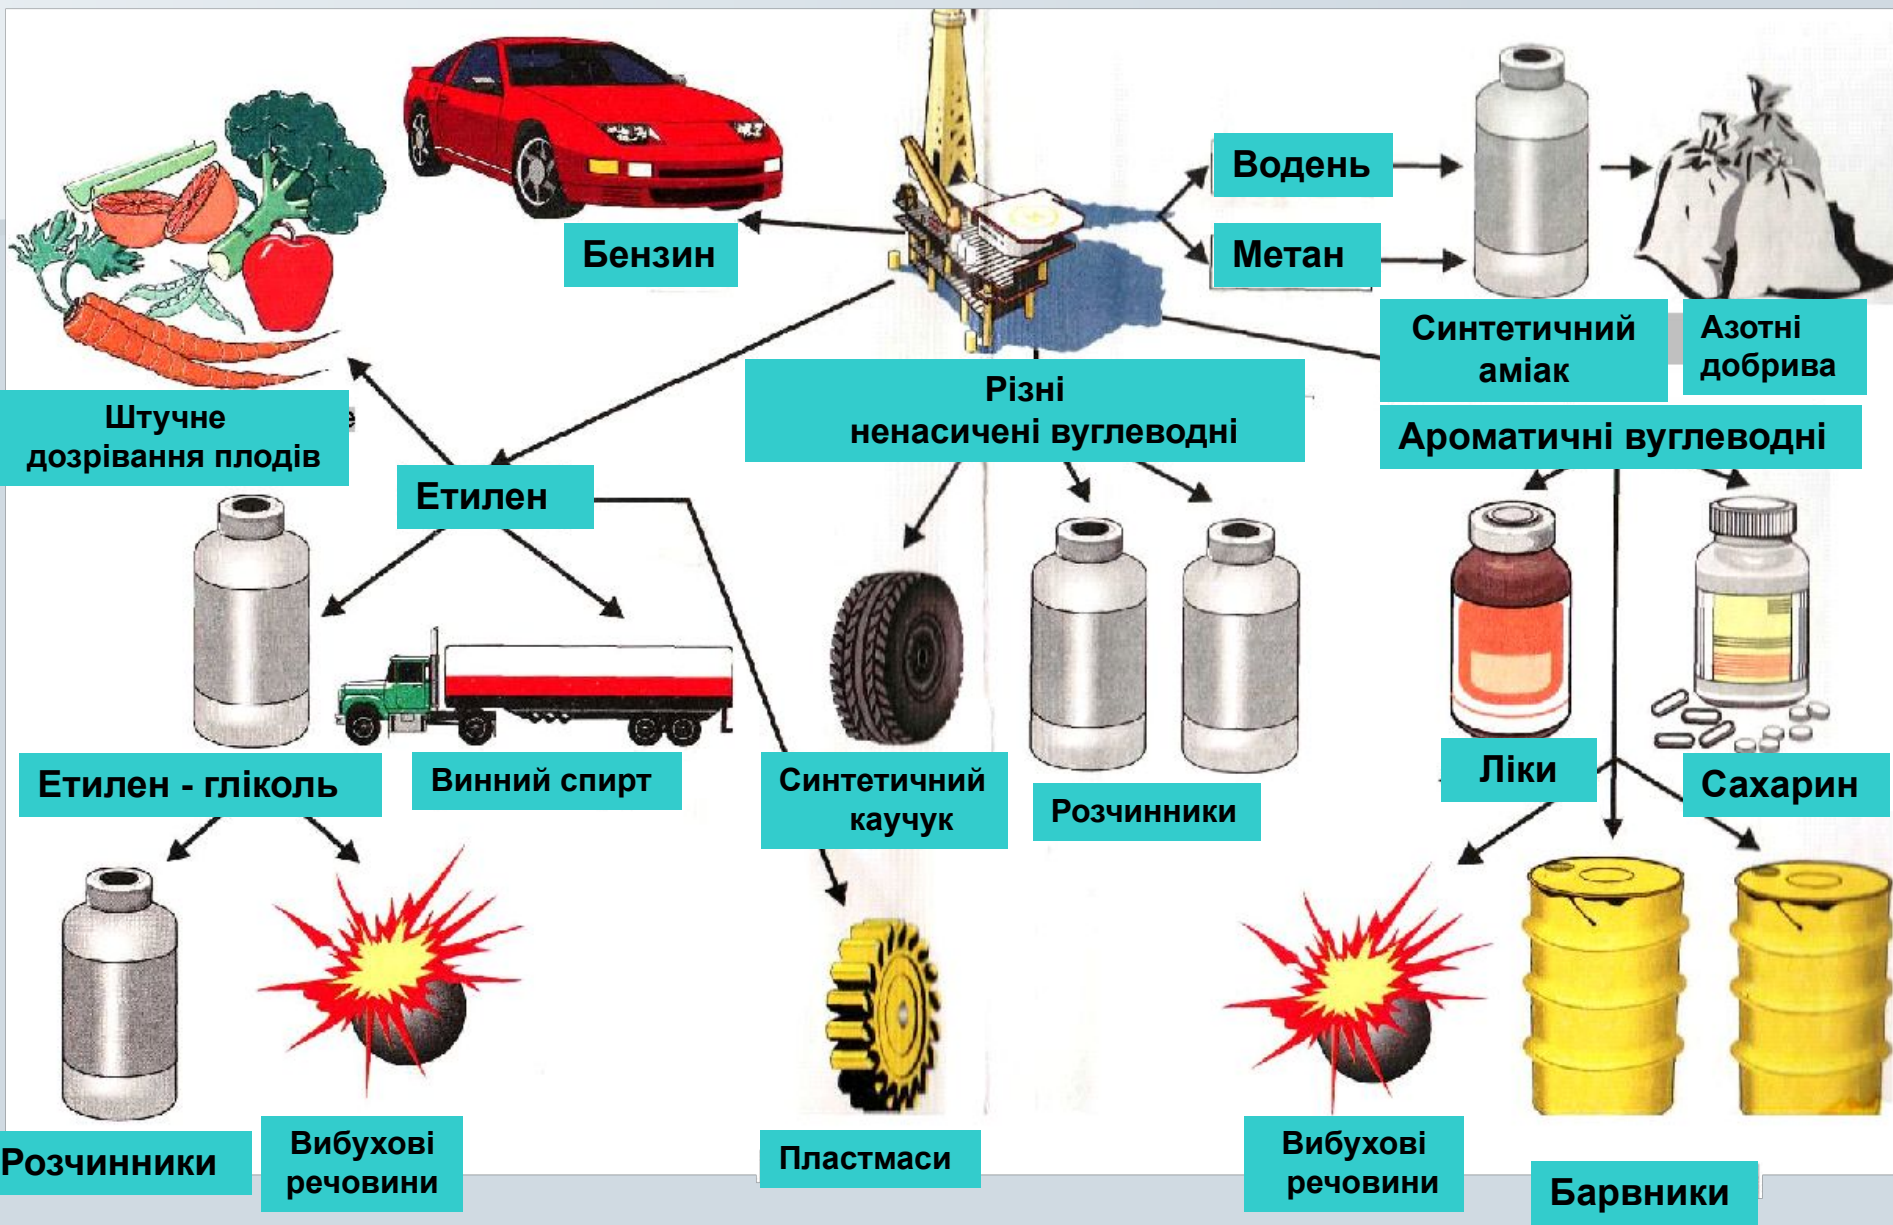 Водень
Бензин
Метан
Синтетичний
аміак
Азотні
добрива
Різні
ненасичені вуглеводні
Штучне
дозрівання плодів
Ароматичні вуглеводні
Етилен
Етилен - гліколь
Винний спирт
Синтетичний
каучук
Розчинники
Ліки
Сахарин
Розчинники
Вибухові
речовини
Пластмаси
Вибухові
речовини
Барвники